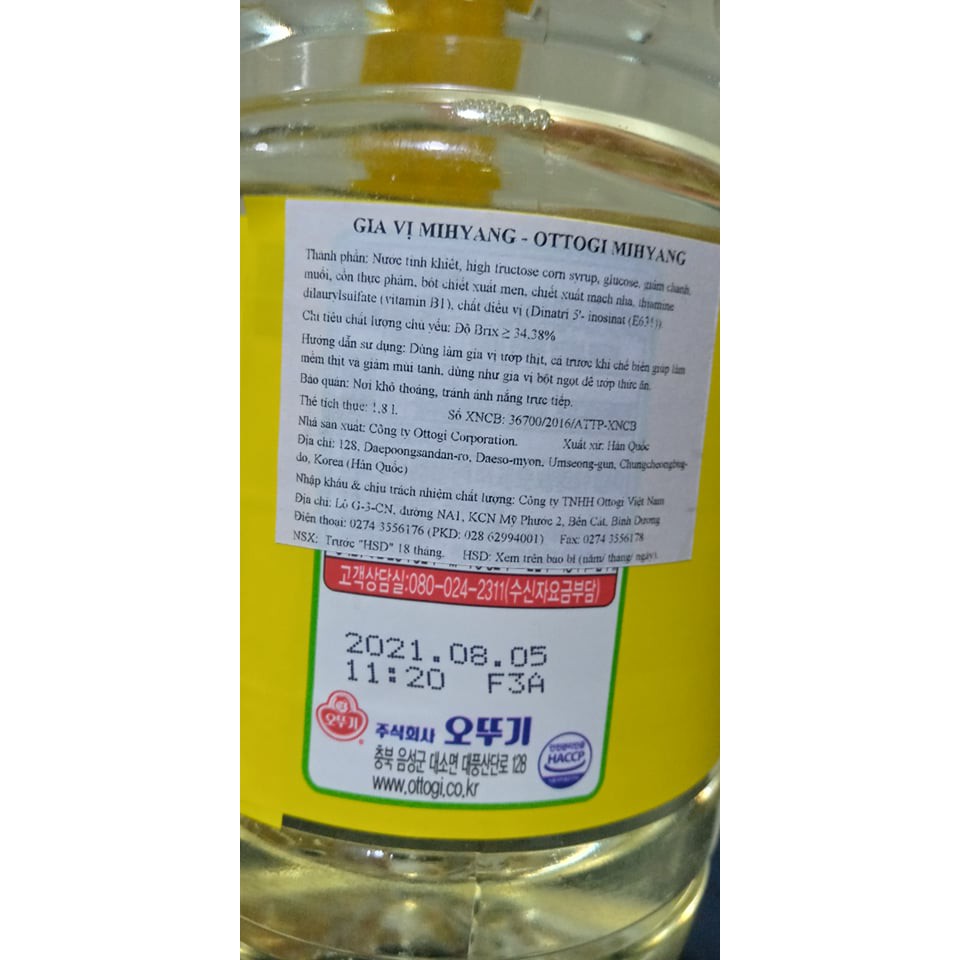 GIA VỊ MIHYANG - OTTOGI MIHYANG
Thành phần: Nước tinh khiết, high fructose corn syrup, glucose, giấm chanh,
muối, cồn thực phẩm, bột chiết xuất men, chiết xuất mạch nha, thiamine
dilaurylsulfate (vitamin B1), chất điều vị (Dinatri 5'- inosinat (E631))
Chỉ tiêu chất lượng chủ yếu: Độ Brix ≥ 34.38%
Hướng dẫn sử dụng: Dùng làm gia vị ướp thịt, cá trước khi chế biến giúp làm
mềm thịt và giảm mùi tanh, dùng như gia vị bột ngọt để ướp thức ăn.
Bảo quản: Nơi khô thoáng, tránh ánh nắng trực tiếp.
Thể tích thực: 1.8 l. Số XNCB: 36700/2016/ATTP-XNCB
Nhà sản xuất: Công ty Ottogi Corporation. Xuất xứ: Hàn Quốc
Địa chỉ: 128, Daepoongsandan-ro, Daeso-myon, Umseong-gun, Chungcheongbug-
do, Korea (Hàn Quốc)
Nhập khẩu & chịu trách nhiệm chất lượng: Công ty TNHH Ottogi Việt Nam
Địa chỉ: Lô G-3-CN, đường NA1, KCN Mỹ Phước 2, Bến Cát, Bình Dương
Điện thoại: 0274 3556176 (PKD: 028 62994001) Fax: 0274 3556178
NSX: Trước "HSD" 18 tháng. HSD: Xem trên bao bì (năm/ tháng/ ngày).
고객상담실:080-024-2311(수신자요금부담)
2021.08.05
11:20 F3A
오뚜기
주식회사 오뚜기
충북 음성군 대소면 대풍산단로 128
www.ottogi.co.kr
HACCP